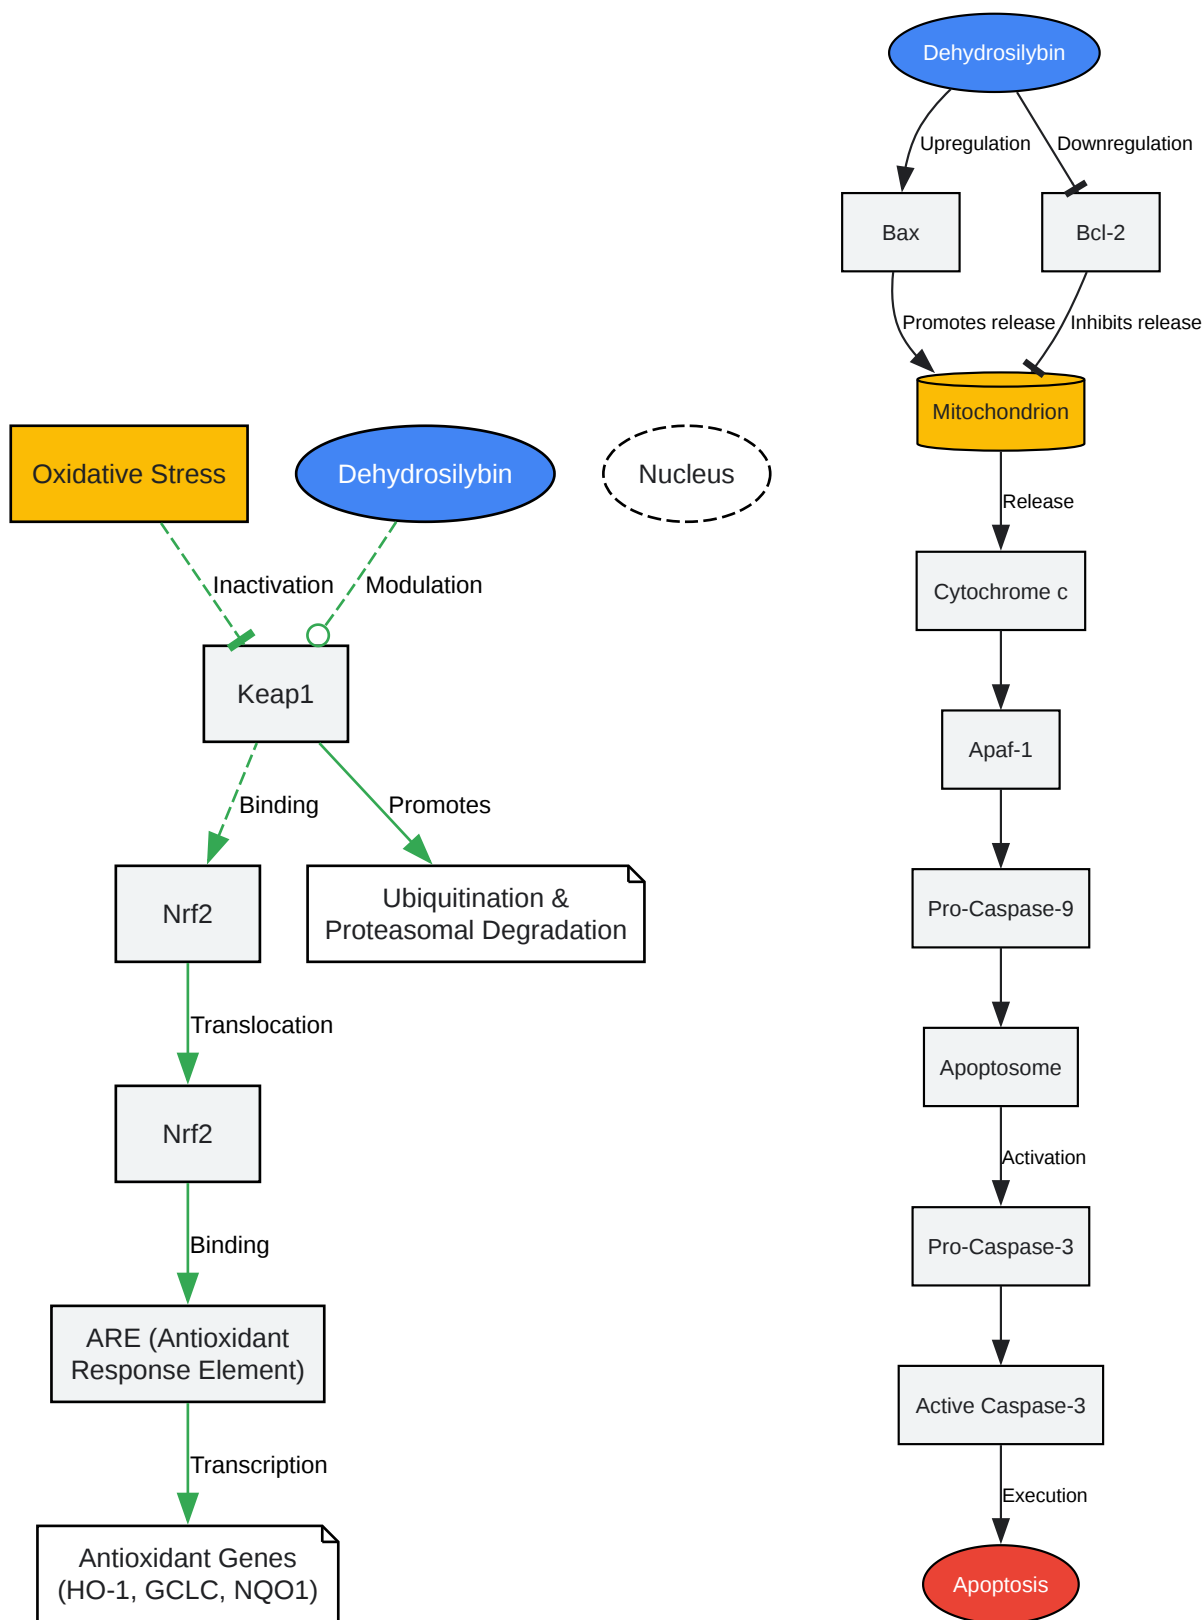 Oxidative Stress
Dehydrosilybin
Nucleus
Inactivation
Modulation
Keap1
Binding
Promotes
Nrf2
Ubiquitination &
Proteasomal Degradation
Translocation
Nrf2
Binding
ARE (Antioxidant
Response Element)
Transcription
Antioxidant Genes
(HO-1, GCLC, NQO1)
Dehydrosilybin
Upregulation
Downregulation
Bax
Bcl-2
Promotes release
Inhibits release
Mitochondrion
Release
Cytochrome c
Apaf-1
Pro-Caspase-9
Apoptosome
Activation
Pro-Caspase-3
Active Caspase-3
Execution
Apoptosis